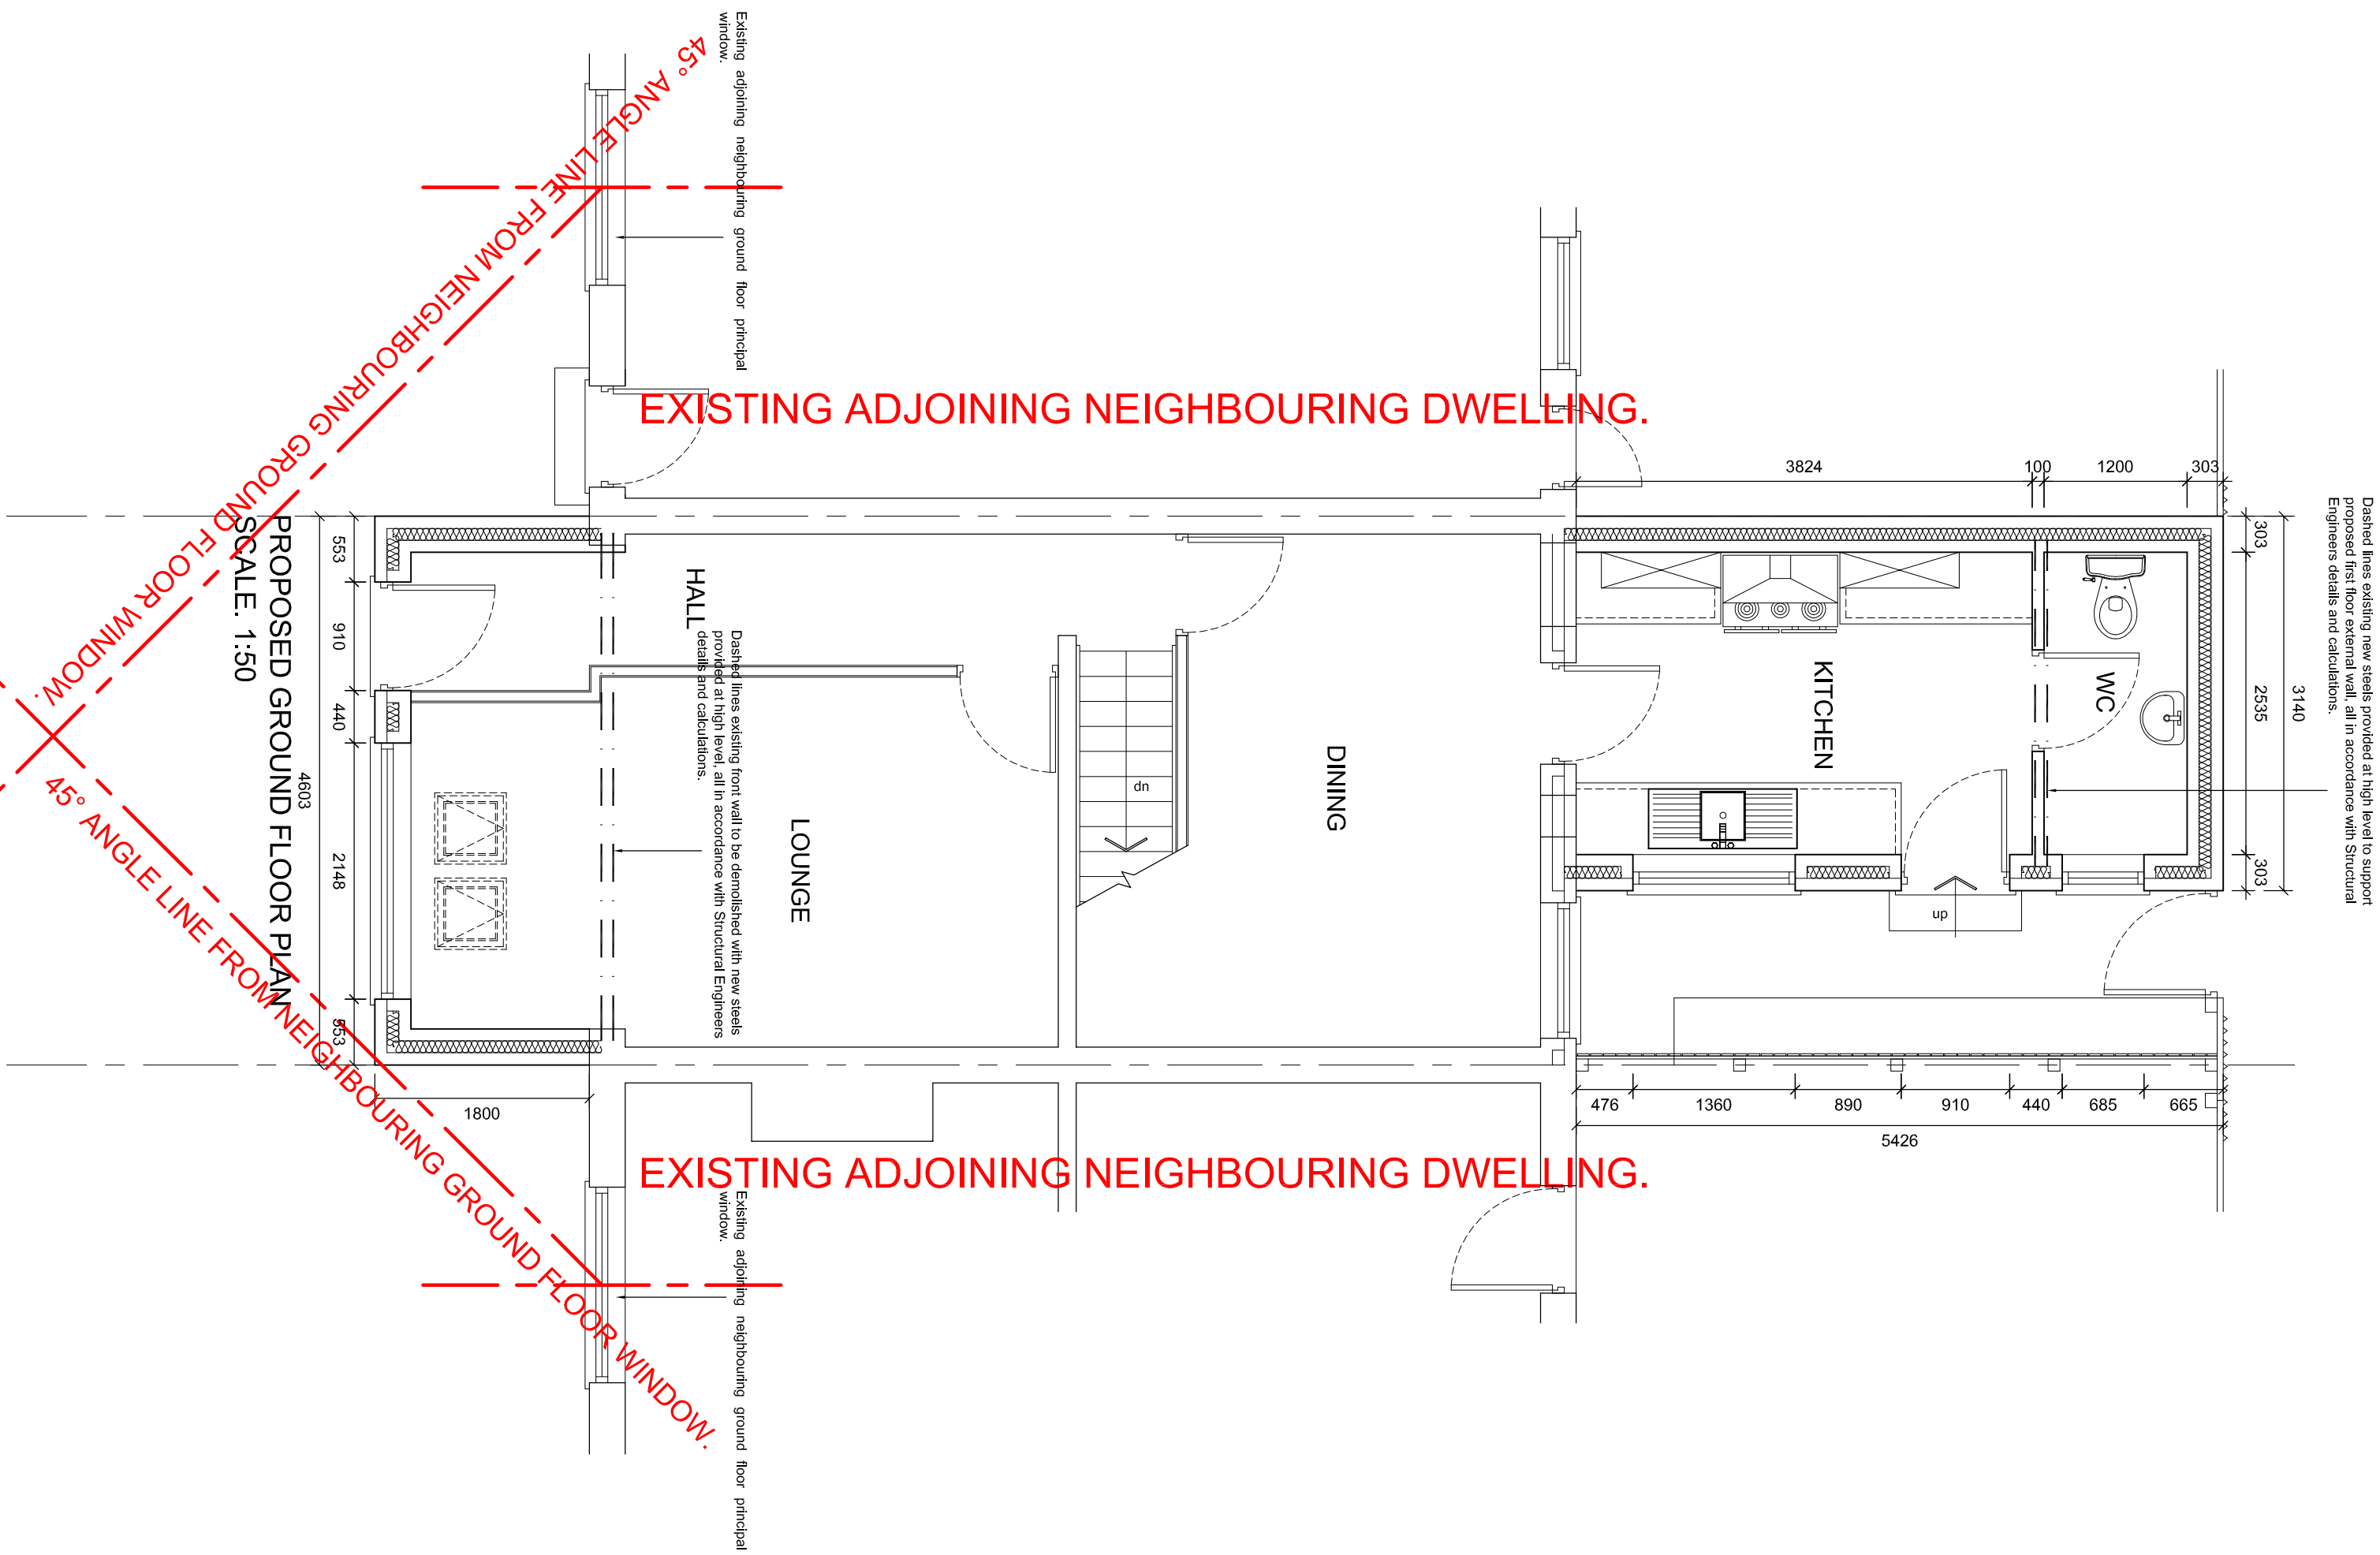 Existing adjoining neighbouring ground floor principal
window.
45° ANGLE LINE FROM NEIGHBOURING GROUND FLOOR WINDOW.
EXISTING ADJOINING NEIGHBOURING DWELLING.
3824
100
1200
303
Dashed lines existing new steels provided at high level to support
proposed first floor external wall, all in accordance with Structural
Engineers details and calculations.
303
2535
303
3140
PROPOSED GROUND FLOOR PLAN
SCALE. 1:50
553
910
440
2148
553
4603
HALL
Dashed lines existing front wall to be demolished with new steels
provided at high level, all in accordance with Structural Engineers
details and calculations.
LOUNGE
dn
DINING
KITCHEN
WC
up
45° ANGLE LINE FROM NEIGHBOURING GROUND FLOOR WINDOW.
1800
476
1360
890
910
440
685
665
5426
EXISTING ADJOINING NEIGHBOURING DWELLING.
Existing adjoining neighbouring ground floor principal
window.